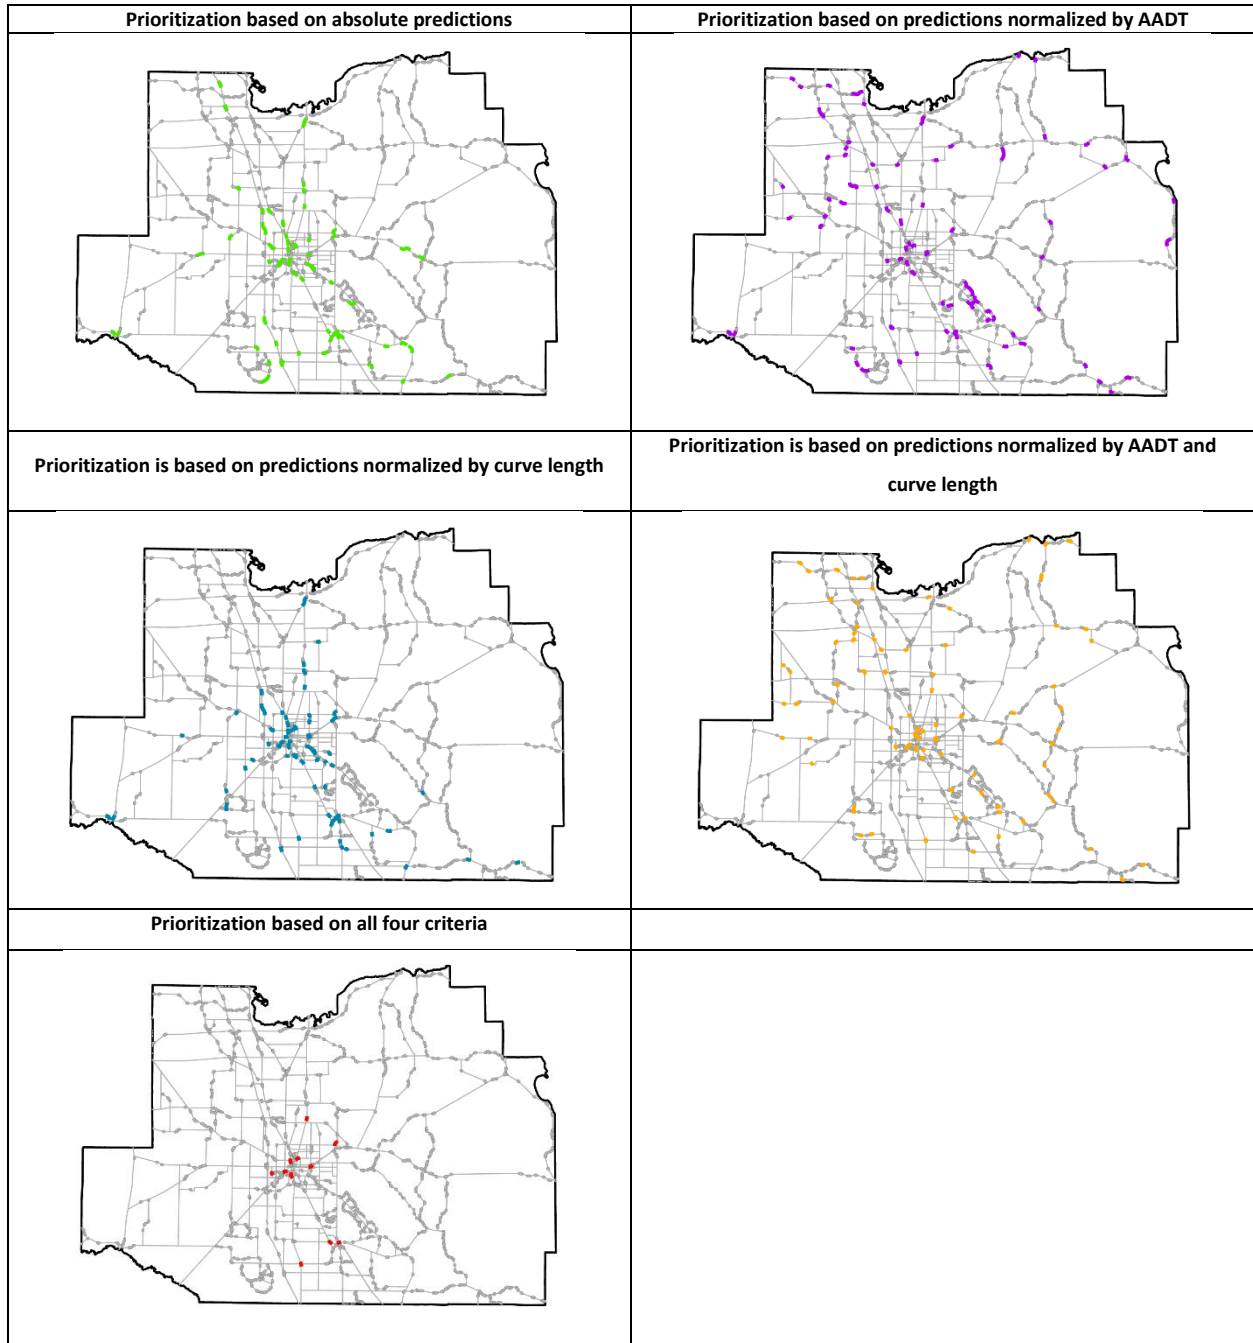 Prioritization based on absolute predictions
Prioritization based on predictions normalized by AADT
Prioritization is based on predictions normalized by curve length
Prioritization is based on predictions normalized by AADT and
curve length
Prioritization based on all four criteria